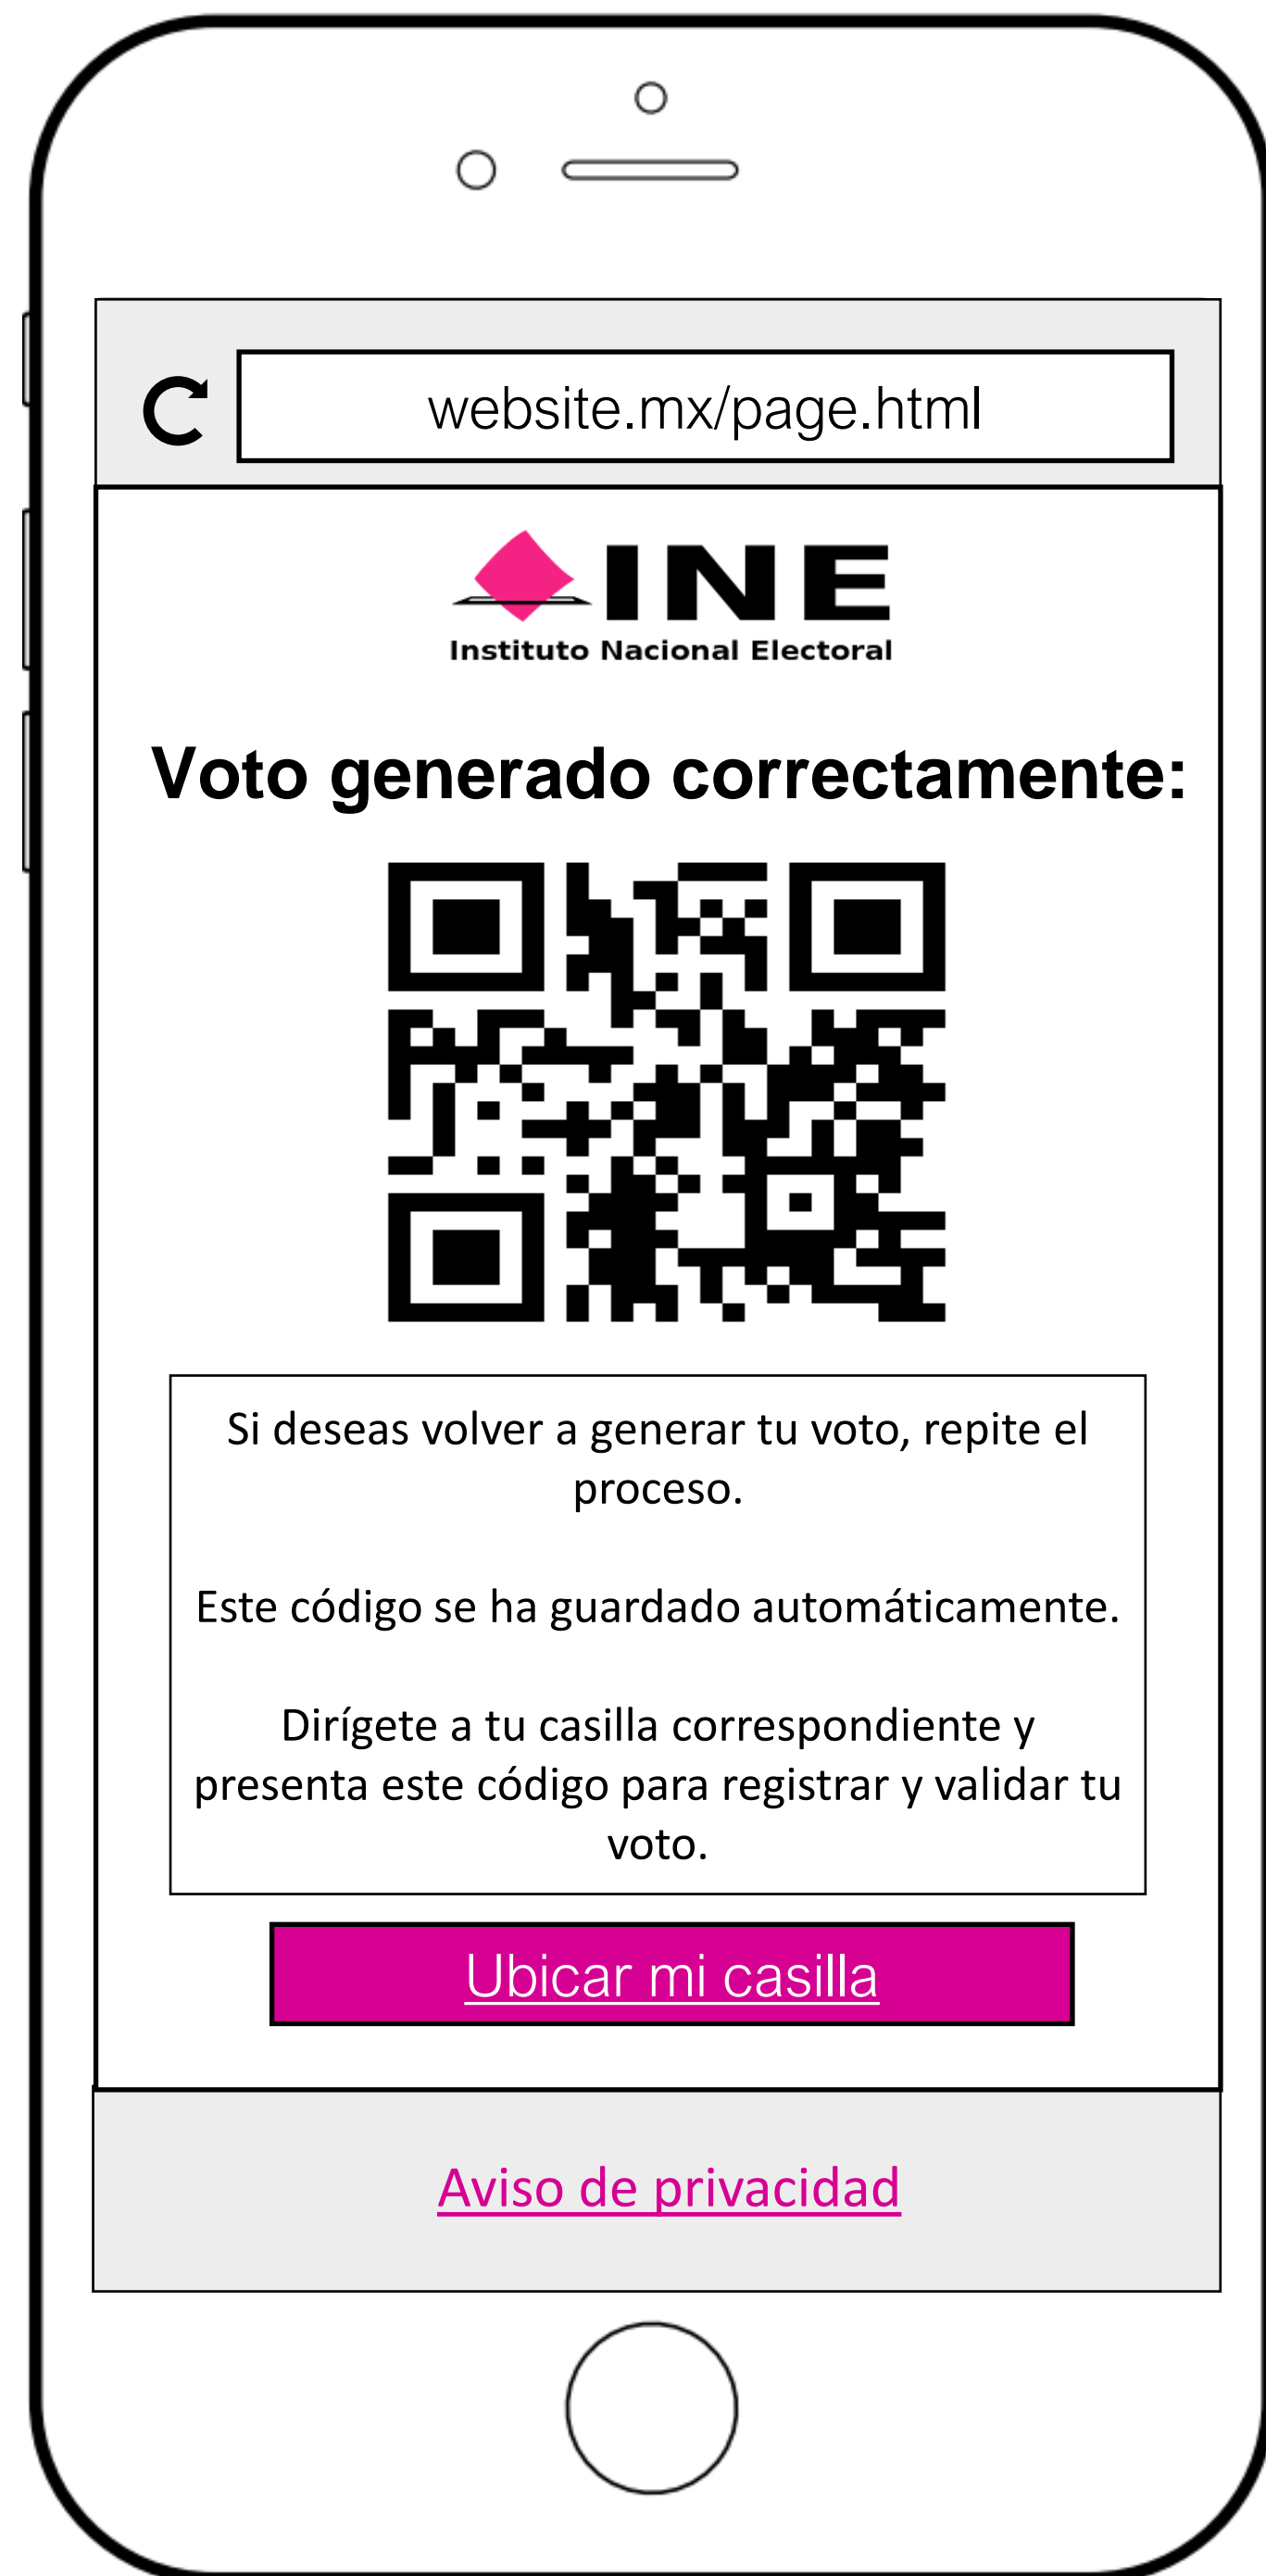 website.mx/page.html
INE
Instituto Nacional Electoral
Voto generado correctamente:
Si deseas volver a generar tu voto, repite el
proceso.
Este código se ha guardado automáticamente.
Dirígete a tu casilla correspondiente y
presenta este código para registrar y validar tu
voto.
Ubicar mi casilla
Aviso de privacidad